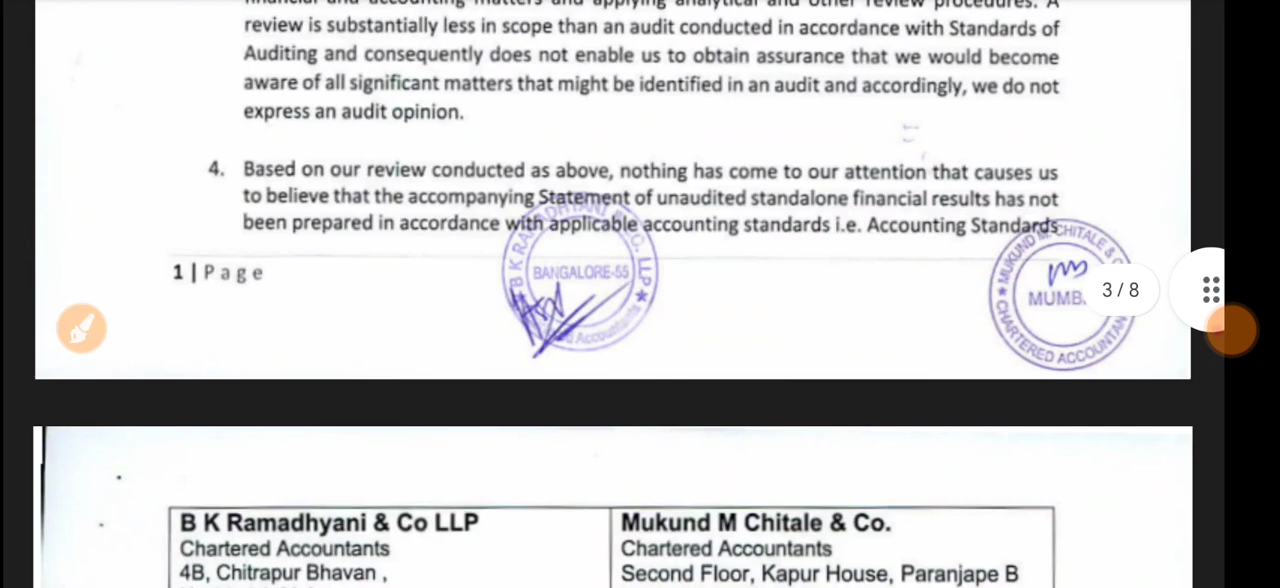 review is substantially less in scope than an audit conducted in accordance with Standards of
Auditing and consequently does not enable us to obtain assurance that we would become
aware of all significant matters that might be identified in an audit and accordingly, we do not
express an audit opinion.
4. Based on our review conducted as above, nothing has come to our attention that causes us
to believe that the accompanying Statement of unaudited standalone financial results has not
been prepared in accordance with applicable accounting standards i.e. Accounting Standards
1 | Page
B K RAMADHYANI & CO. LLP
BANGALORE-55
Accountants
MUKUND M. CHITALE &
MUMB
CHARTERED ACCOUNTAN
3 / 8
B K Ramadhyani & Co LLP
Chartered Accountants
4B, Chitrapur Bhavan ,
Mukund M Chitale & Co.
Chartered Accountants
Second Floor, Kapur House, Paranjape B